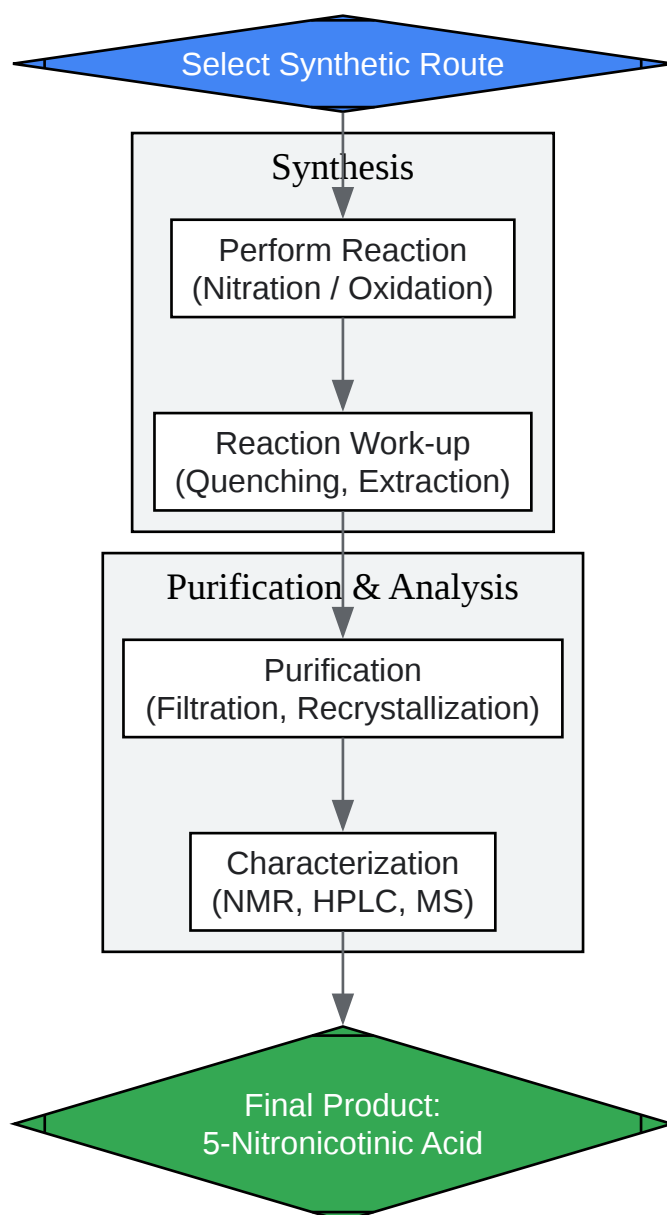 Select Synthetic Route
Synthesis
Perform Reaction
(Nitration / Oxidation)
Reaction Work-up
(Quenching, Extraction)
Purification & Analysis
Purification
(Filtration, Recrystallization)
Characterization
(NMR, HPLC, MS)
Final Product:
5-Nitronicotinic Acid